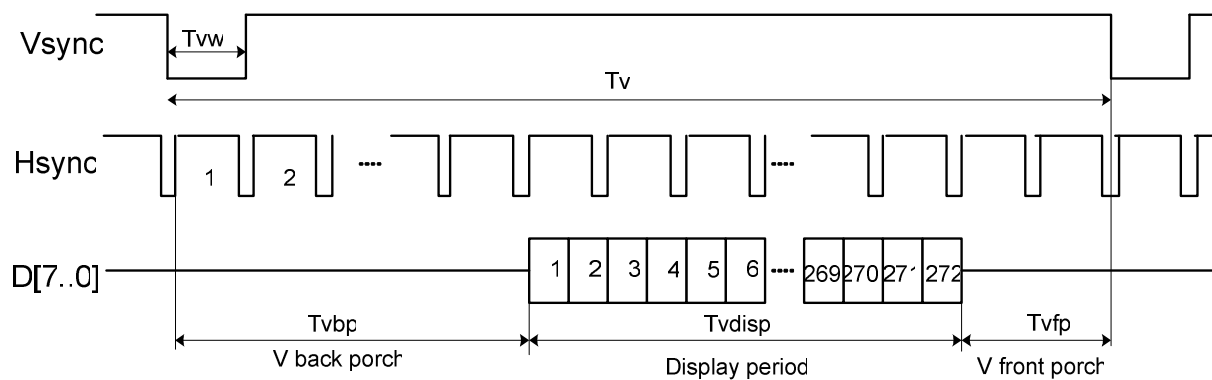 Vsync
Tvw
Tv
Hsync
1 2 ---- ----
D[7..0]
1 2 3 4 5 6 ---- 269 270 271 272
Tvbp Tvdisp Tvfp
V back porch Display period V front porch